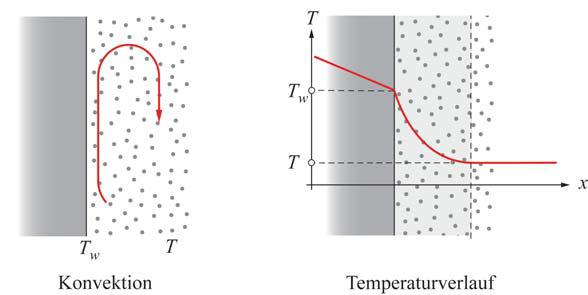 T_w T
Konvektion
T
T_w
T
x
Temperaturverlauf